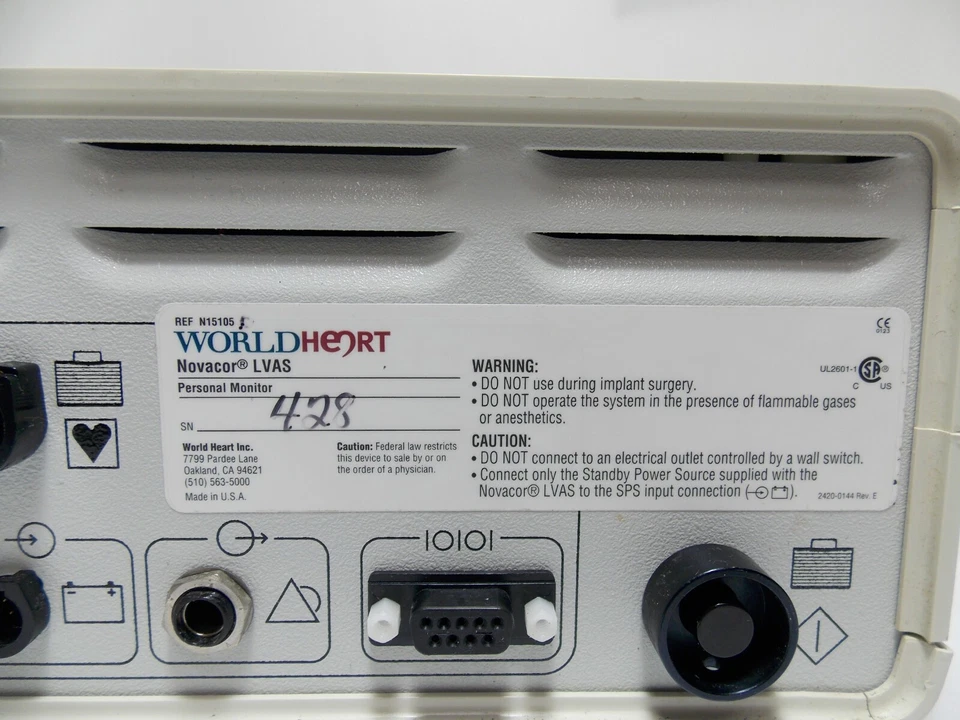 REF N15105
WORLDHEART
Novacor® LVAS
Personal Monitor
SN 428
World Heart Inc.
7799 Pardee Lane
Oakland, CA 94621
(510) 563-5000
Made in U.S.A.
Caution: Federal law restricts
this device to sale by or on
the order of a physician.
WARNING:
• DO NOT use during implant surgery.
• DO NOT operate the system in the presence of flammable gases
or anesthetics.
CAUTION:
• DO NOT connect to an electrical outlet controlled by a wall switch.
• Connect only the Standby Power Source supplied with the
Novacor® LVAS to the SPS input connection ( ).
CE
0123
UL2601-1 SA ®
C US
2420-0144 Rev. E
IOIOI